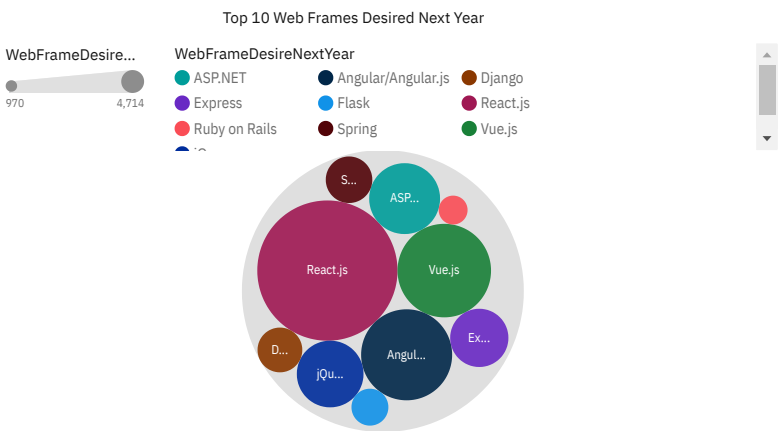 Top 10 Web Frames Desired Next Year
WebFrameDesire...
970 4,714
WebFrameDesireNextYear
ASP.NET Angular/Angular.js Django
Express Flask React.js
Ruby on Rails Spring Vue.js
S...
ASP...
React.js
Vue.js
Ex...
Angul...
D...
jQu...